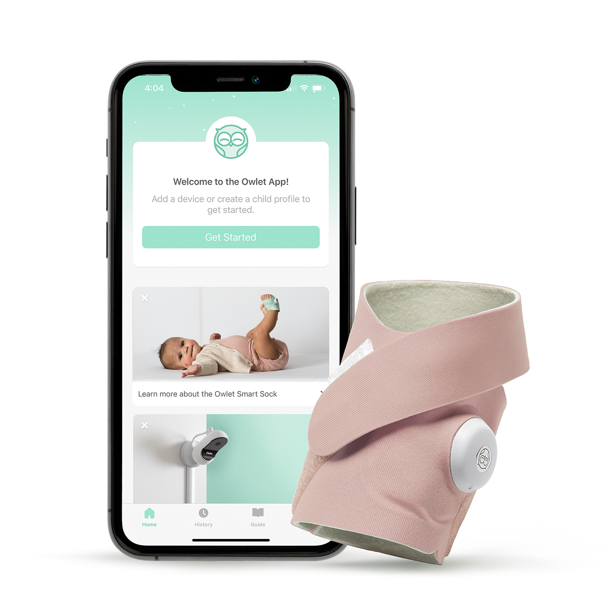 4:04
Welcome to the Owlet App!
Add a device or create a child profile to
get started.
Get Started
Learn more about the Owlet Smart Sock
Home
History
Guide